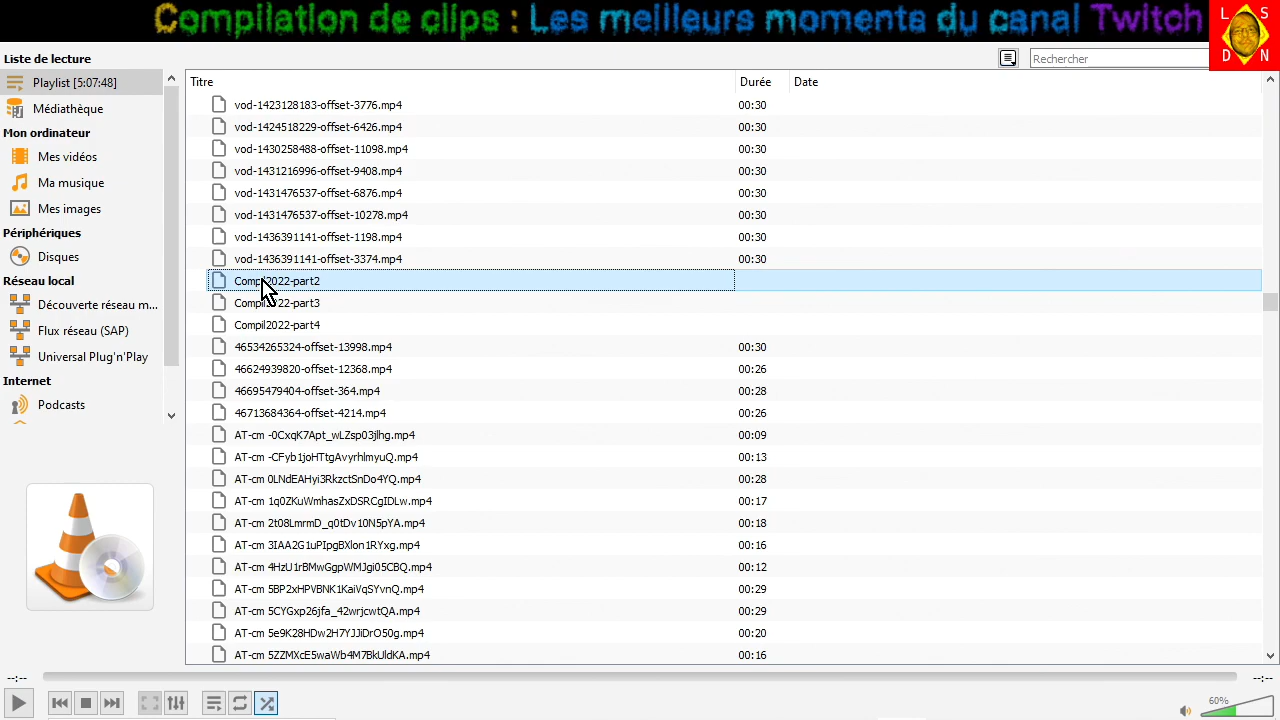 Compilation de clips : Les meilleurs moments du canal Twitch
L S
D N
Liste de lecture
Rechercher
Playlist [5:07:48]
Médiathèque
Mon ordinateur
Mes vidéos
Ma musique
Mes images
Périphériques
Disques
Réseau local
Découverte réseau m...
Flux réseau (SAP)
Universal Plug'n'Play
Internet
Podcasts
Titre Durée Date
vod-1423128183-offset-3776.mp4 00:30
vod-1424518229-offset-6426.mp4 00:30
vod-1430258488-offset-11098.mp4 00:30
vod-1431216996-offset-9408.mp4 00:30
vod-1431476537-offset-6876.mp4 00:30
vod-1431476537-offset-10278.mp4 00:30
vod-1436391141-offset-1198.mp4 00:30
vod-1436391141-offset-3374.mp4 00:30
Compil2022-part2
Compil2022-part3
Compil2022-part4
46534265324-offset-13998.mp4 00:30
46624939820-offset-12368.mp4 00:26
46695479404-offset-364.mp4 00:28
46713684364-offset-4214.mp4 00:26
AT-cm -0CxqK7Apt_wLZsp03jlhg.mp4 00:09
AT-cm -CFyb1joHTtgAvyrhlmyuQ.mp4 00:13
AT-cm 0LNdEAHyi3RkzctSnDo4YQ.mp4 00:28
AT-cm 1q0ZKuWmhasZxDSRCgIDLw.mp4 00:17
AT-cm 2t08LmrmD_q0tDv10N5pYA.mp4 00:18
AT-cm 3IAA2G1uPIpgBXlon1RYxg.mp4 00:16
AT-cm 4HzU1rBMwGgpWMJgi05CBQ.mp4 00:12
AT-cm 5BP2xHPVBNK1KaiVqSYvnQ.mp4 00:29
AT-cm 5CYGxp26jfa_42wrjcwtQA.mp4 00:29
AT-cm 5e9K28HDw2H7YJJiDrO50g.mp4 00:20
AT-cm 5ZZMXcE5waWb4M7BkUldKA.mp4 00:16
--:-- --:--
60%